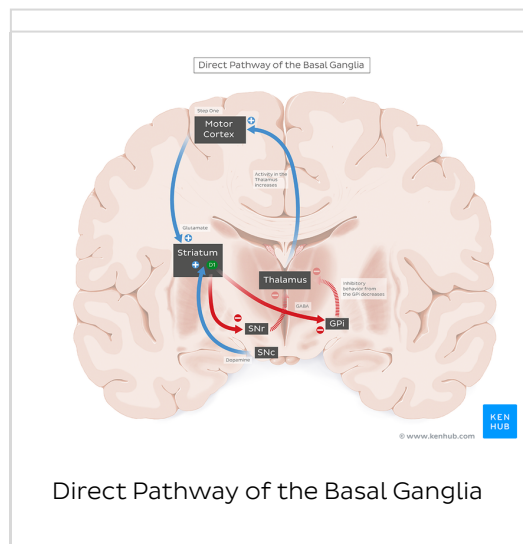 Direct Pathway of the Basal Ganglia
Step One
Motor
Cortex
Activity in the
Thalamus
increases
Glutamate
Striatum
D1
Thalamus
Inhibitory
behavior from
the GPi decreases
GABA
SNr
GPi
SNc
Dopamine
KEN
HUB
© www.kenhub.com
Direct Pathway of the Basal Ganglia